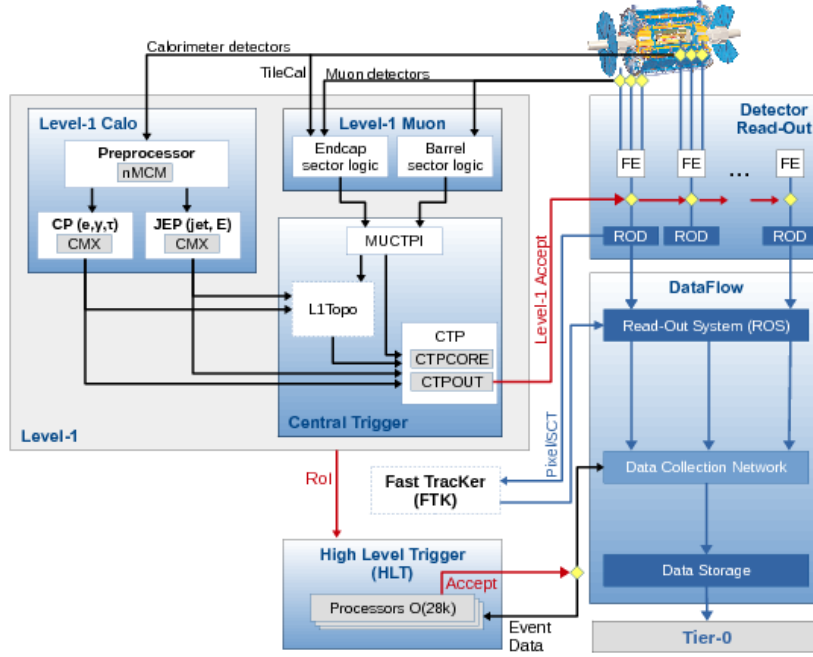 Calorimeter detectors
TileCal
Muon detectors
Detector
Read-Out
Level-1 Calo
Preprocessor
nMCM
CP (e,γ,τ)
CMX
JEP (jet, E)
CMX
Level-1 Muon
Endcap
sector logic
Barrel
sector logic
MUCTPI
L1Topo
CTP
CTPCORE
CTPOUT
Central Trigger
Level-1
Level-1 Accept
FE
FE
...
FE
ROD
ROD
ROD
DataFlow
Read-Out System (ROS)
Pixel/SCT
Data Collection Network
Data Storage
Tier-0
RoI
Fast TracKer
(FTK)
High Level Trigger
(HLT)
Accept
Processors O(28k)
Event
Data